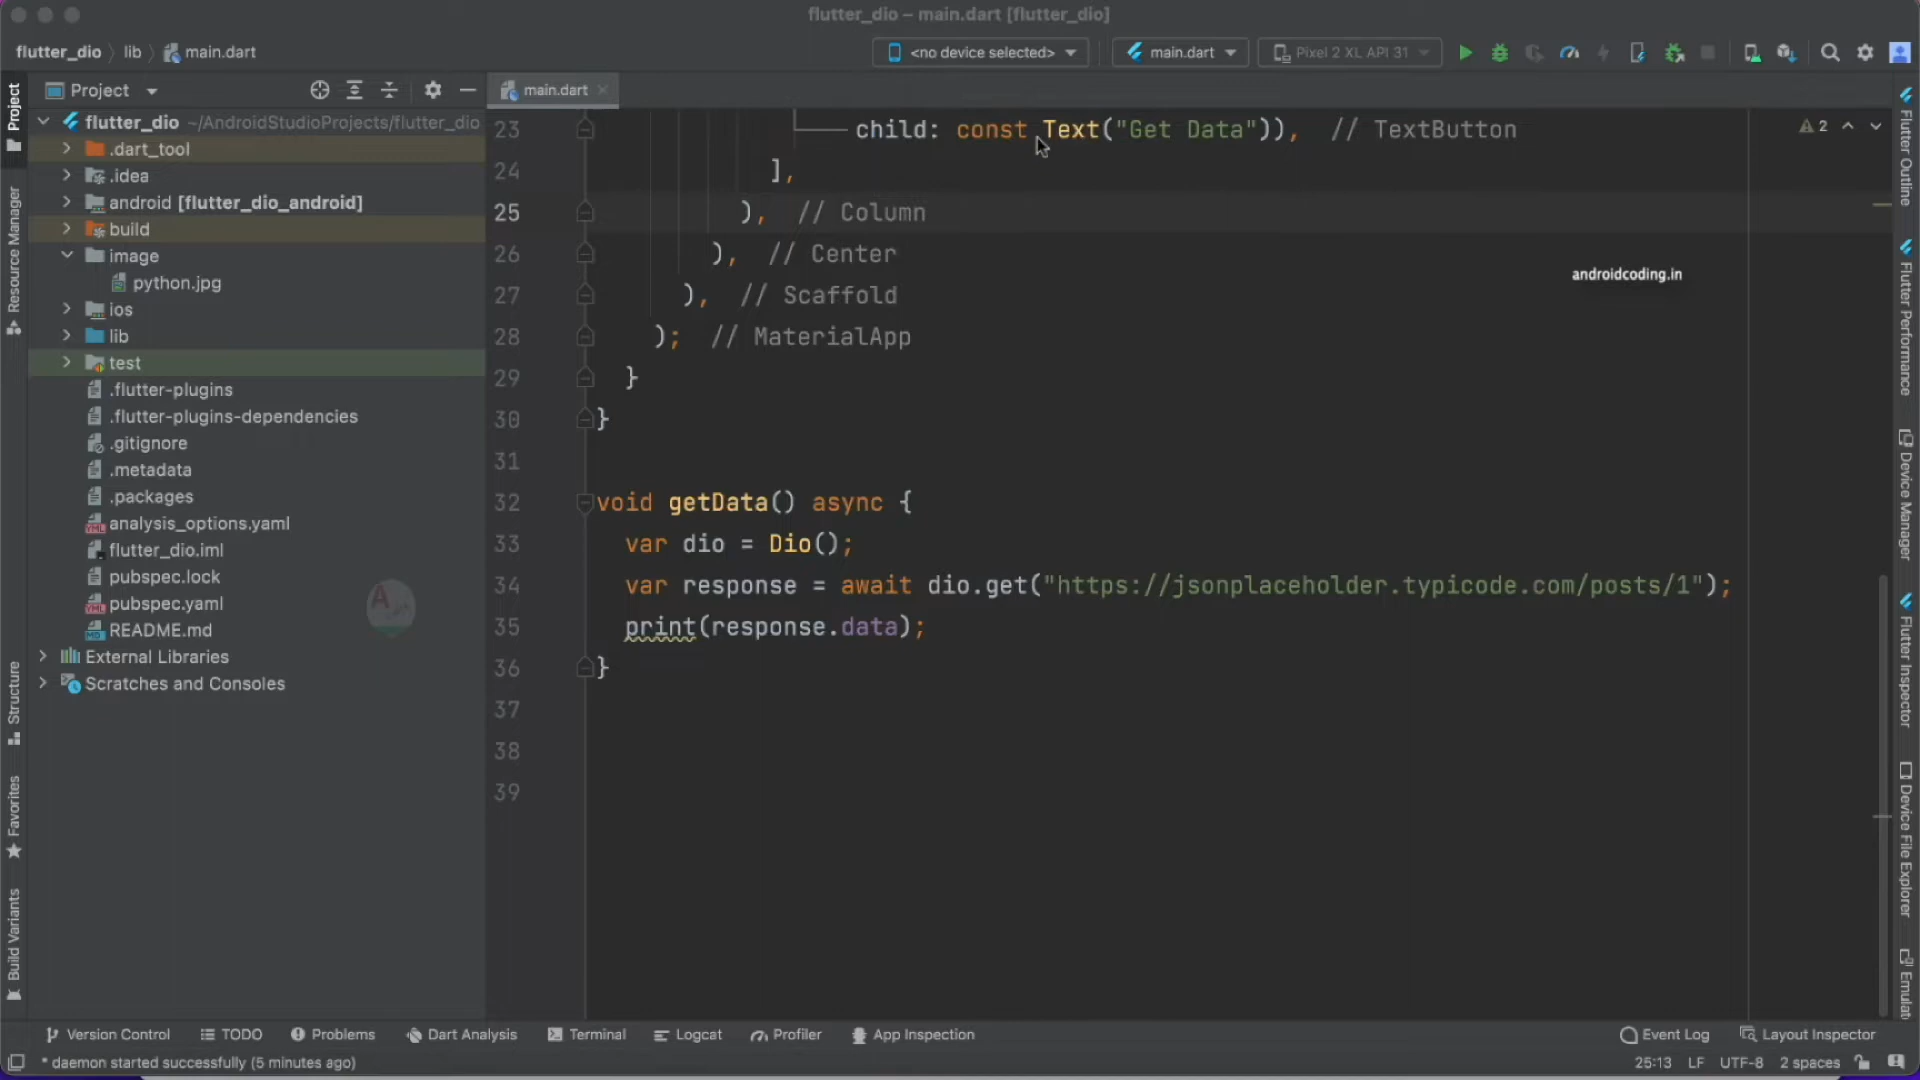 flutter_dio – main.dart [flutter_dio]
flutter_dio lib main.dart
<no device selected> main.dart Pixel 2 XL API 31
Project
main.dart
flutter_dio ~/AndroidStudioProjects/flutter_dio
.dart_tool
.idea
android [flutter_dio_android]
build
image
python.jpg
ios
lib
test
.flutter-plugins
.flutter-plugins-dependencies
.gitignore
.metadata
.packages
analysis_options.yaml
flutter_dio.iml
pubspec.lock
pubspec.yaml
README.md
External Libraries
Scratches and Consoles
23 child: const Text("Get Data")), // TextButton
24 ],
25 ), // Column
26 ), // Center
27 ), // Scaffold
28 ); // MaterialApp
29 }
30 }
31
32 void getData() async {
33 var dio = Dio();
34 var response = await dio.get("https://jsonplaceholder.typicode.com/posts/1");
35 print(response.data);
36 }
37
38
39
2
androidcoding.in
Project
Resource Manager
Structure
Favorites
Build Variants
Flutter Outline
Flutter Performance
Device Manager
Flutter Inspector
Device File Explorer
Version Control TODO Problems Dart Analysis Terminal Logcat Profiler App Inspection Event Log Layout Inspector
* daemon started successfully (5 minutes ago) 25:13 LF UTF-8 2 spaces